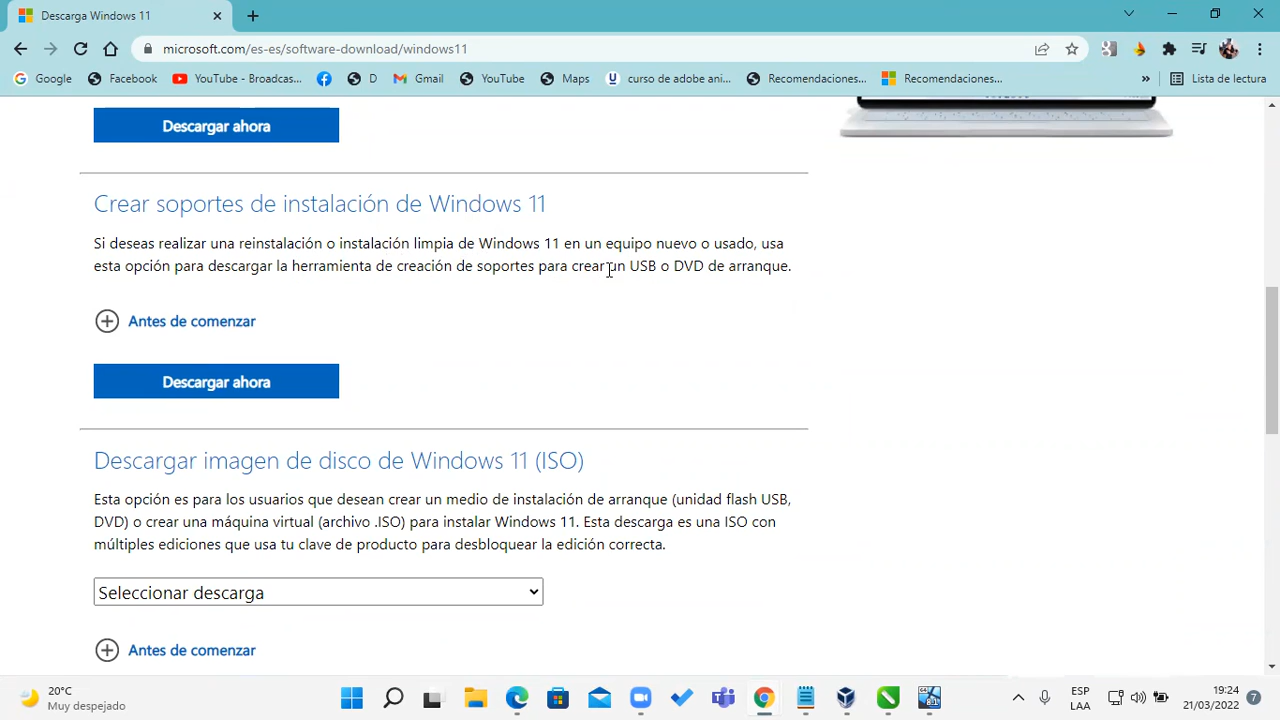 Descarga Windows 11
microsoft.com/es-es/software-download/windows11
Google
Facebook
YouTube - Broadcas...
D
Gmail
YouTube
Maps
curso de adobe ani...
Recomendaciones...
Recomendaciones...
»
Lista de lectura
Descargar ahora
Crear soportes de instalación de Windows 11
Si deseas realizar una reinstalación o instalación limpia de Windows 11 en un equipo nuevo o usado, usa
esta opción para descargar la herramienta de creación de soportes para crear un USB o DVD de arranque.
Antes de comenzar
Descargar ahora
Descargar imagen de disco de Windows 11 (ISO)
Esta opción es para los usuarios que desean crear un medio de instalación de arranque (unidad flash USB,
DVD) o crear una máquina virtual (archivo .ISO) para instalar Windows 11. Esta descarga es una ISO con
múltiples ediciones que usa tu clave de producto para desbloquear la edición correcta.
Seleccionar descarga
Antes de comenzar
20°C
Muy despejado
ESP
LAA
19:24
21/03/2022
7